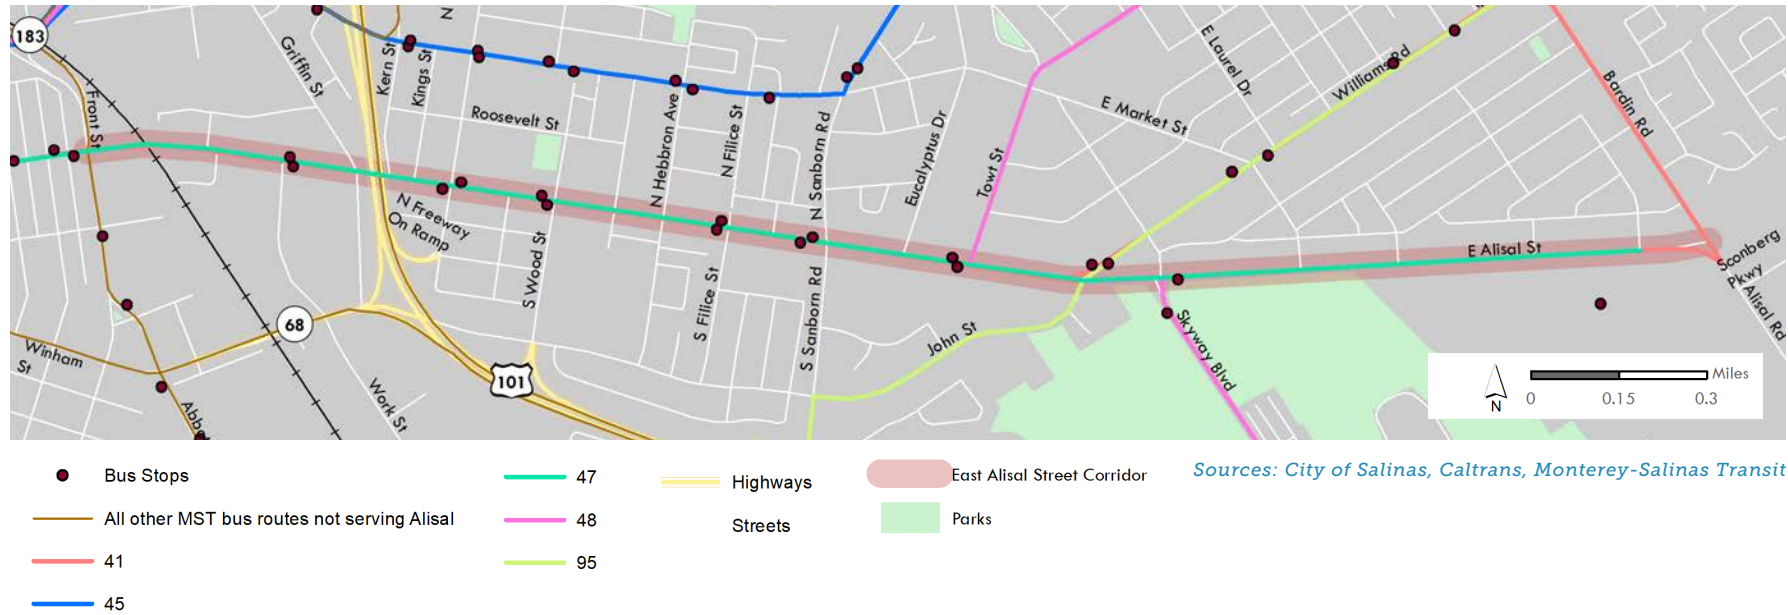 183
N
Griffin St
Kern St
Kings St
Front St
Roosevelt St
N Hebbron Ave
N Filice St
N Sanborn Rd
Eucalyptus Dr
Towt St
E Market St
E Laurel Dr
Williams Rd
Bardin Rd
N Freeway
On Ramp
S Wood St
S Filice St
S Sanborn Rd
E Alisal St
Sconberg
Pkwy
Alisal Rd
John St
Skyway Blvd
68
101
Winham
St
Work St
N
Miles
0
0.15
0.3
Bus Stops
All other MST bus routes not serving Alisal
41
45
47
48
95
Highways
Streets
East Alisal Street Corridor
Parks
Sources: City of Salinas, Caltrans, Monterey-Salinas Transit